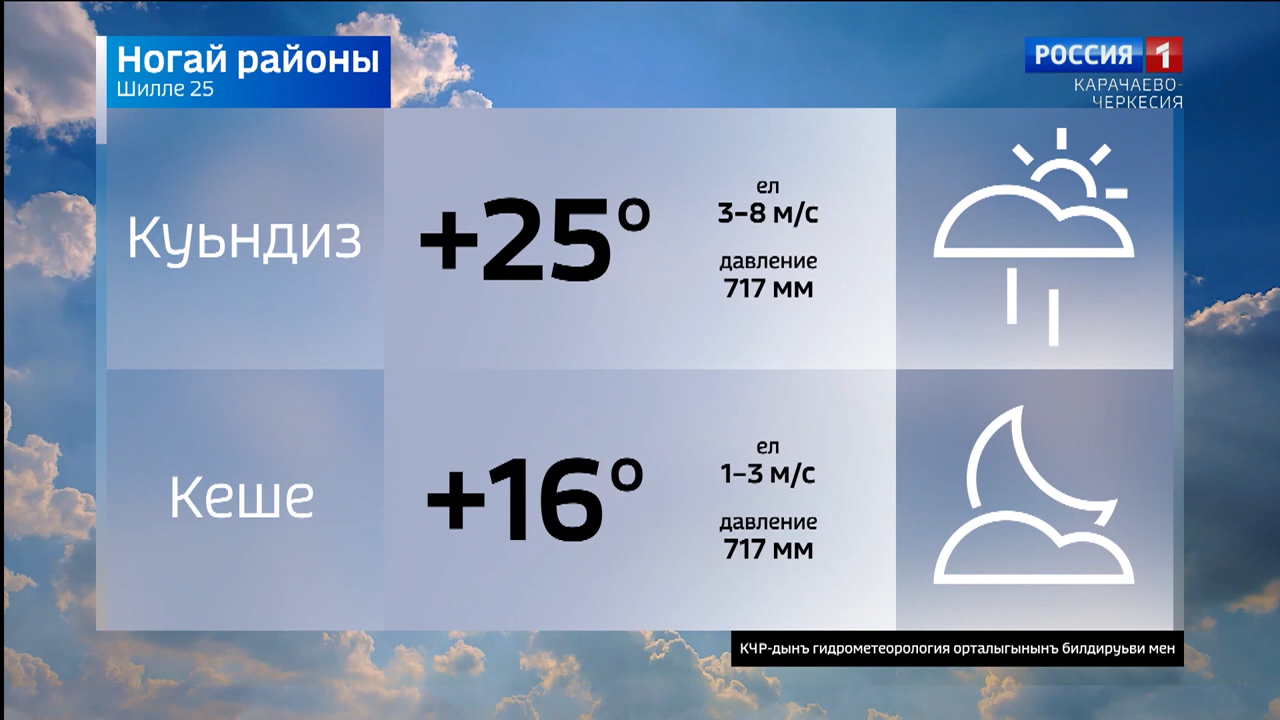 Ногай районы
Шилле 25
РОССИЯ 1
КАРАЧАЕВО-
ЧЕРКЕСИЯ
Куьндиз
+25°
ел
3-8 м/с
давление
717 мм
Кеше
+16°
ел
1-3 м/с
давление
717 мм
КЧР-дынъ гидрометеорология орталыгынынъ билдируьви мен